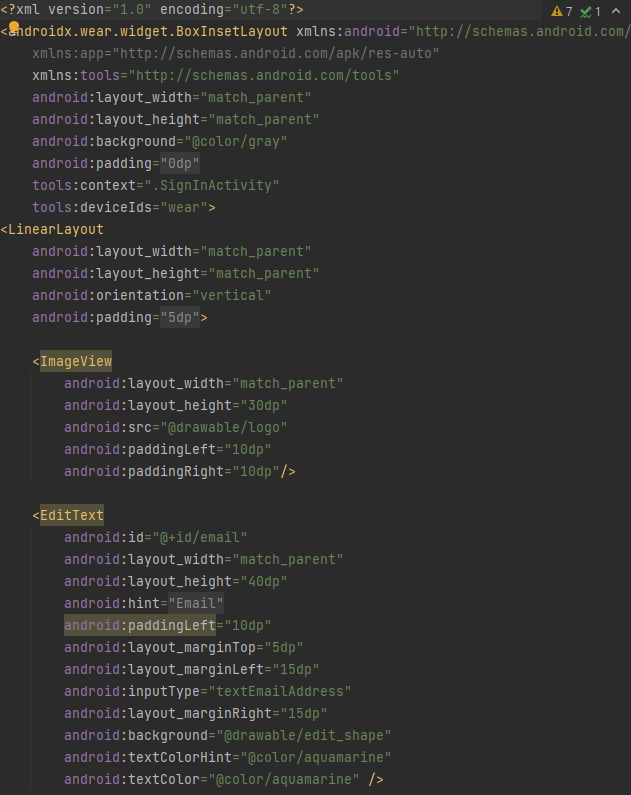 <?xml version="1.0" encoding="utf-8"?>
7 1
<androidx.wear.widget.BoxInsetLayout xmlns:android="http://schemas.android.com/
xmlns:app="http://schemas.android.com/apk/res-auto"
xmlns:tools="http://schemas.android.com/tools"
android:layout_width="match_parent"
android:layout_height="match_parent"
android:background="@color/gray"
android:padding="0dp"
tools:context=".SignInActivity"
tools:deviceIds="wear">
<LinearLayout
android:layout_width="match_parent"
android:layout_height="match_parent"
android:orientation="vertical"
android:padding="5dp">
<ImageView
android:layout_width="match_parent"
android:layout_height="30dp"
android:src="@drawable/logo"
android:paddingLeft="10dp"
android:paddingRight="10dp"/>
<EditText
android:id="@+id/email"
android:layout_width="match_parent"
android:layout_height="40dp"
android:hint="Email"
android:paddingLeft="10dp"
android:layout_marginTop="5dp"
android:layout_marginLeft="15dp"
android:inputType="textEmailAddress"
android:layout_marginRight="15dp"
android:background="@drawable/edit_shape"
android:textColorHint="@color/aquamarine"
android:textColor="@color/aquamarine" />